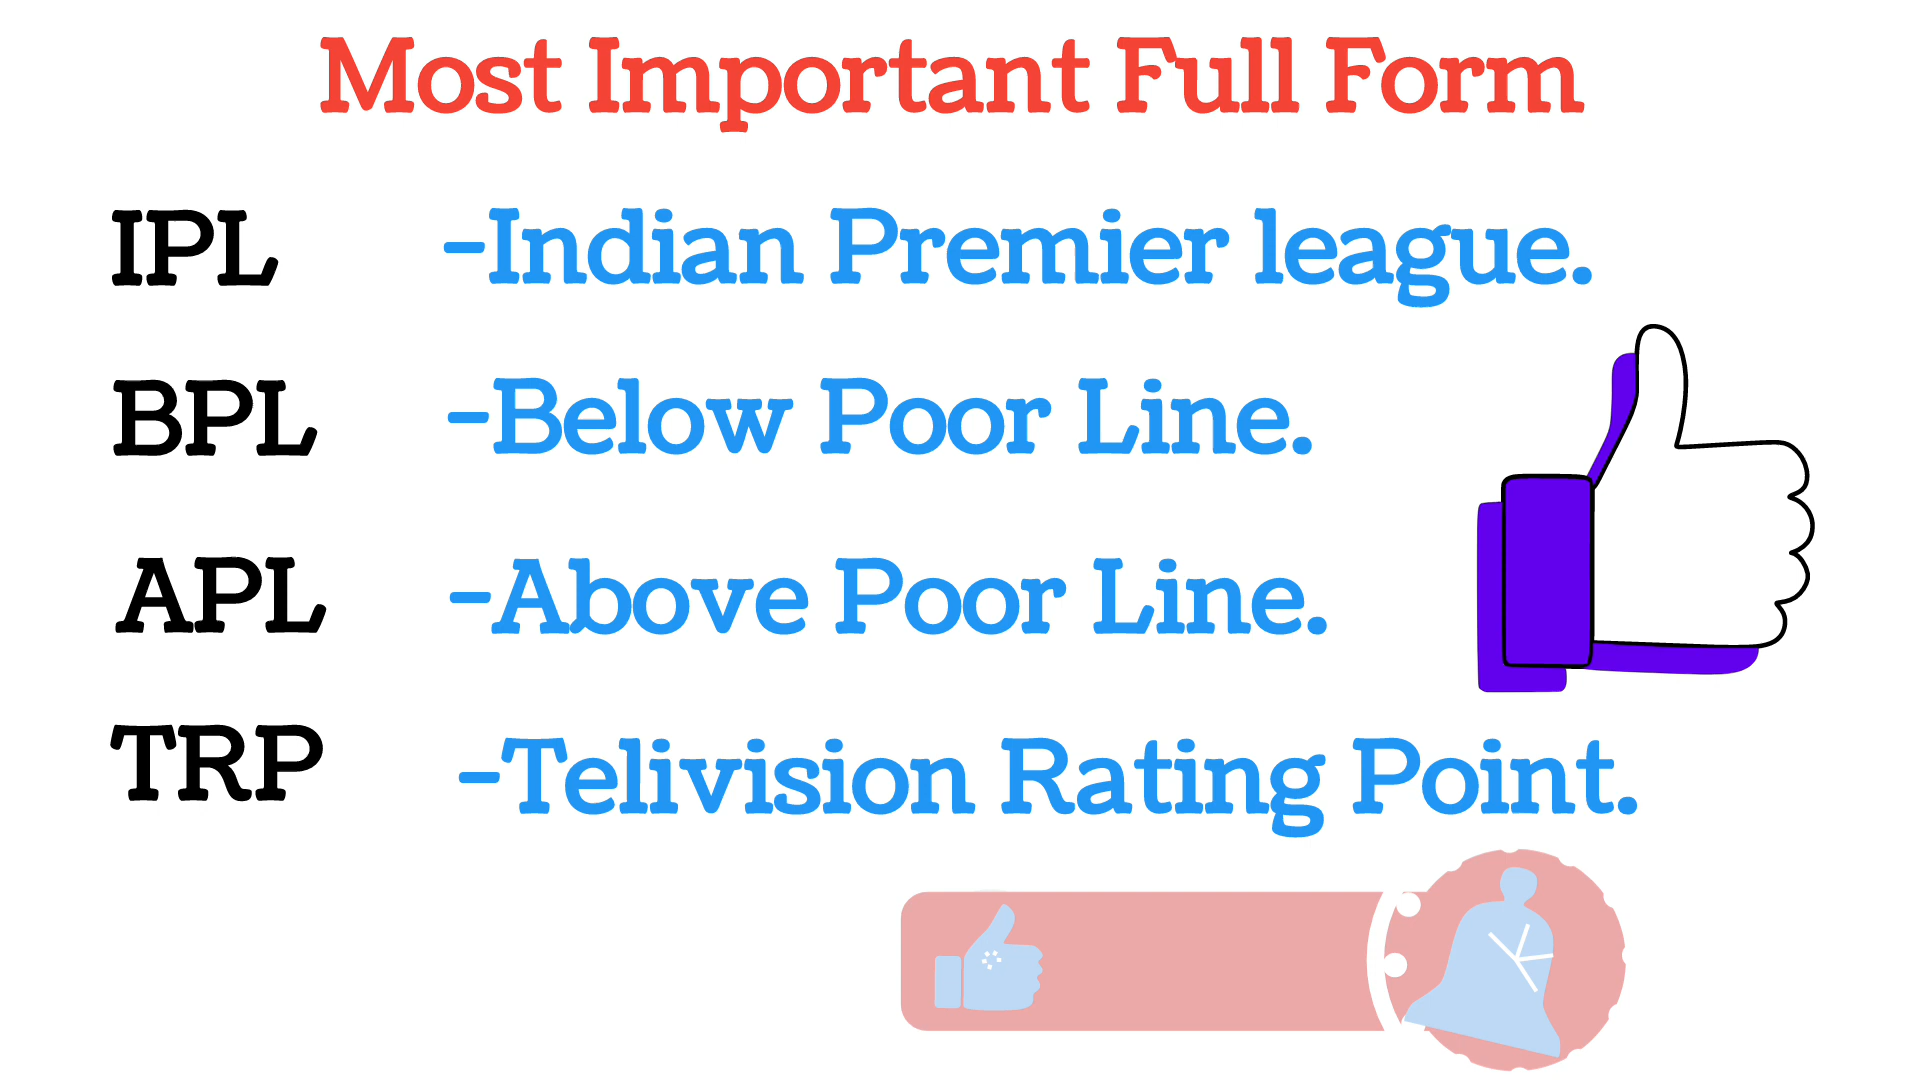 Most Important Full Form
IPL -Indian Premier league.
BPL -Below Poor Line.
APL -Above Poor Line.
TRP -Telivision Rating Point.